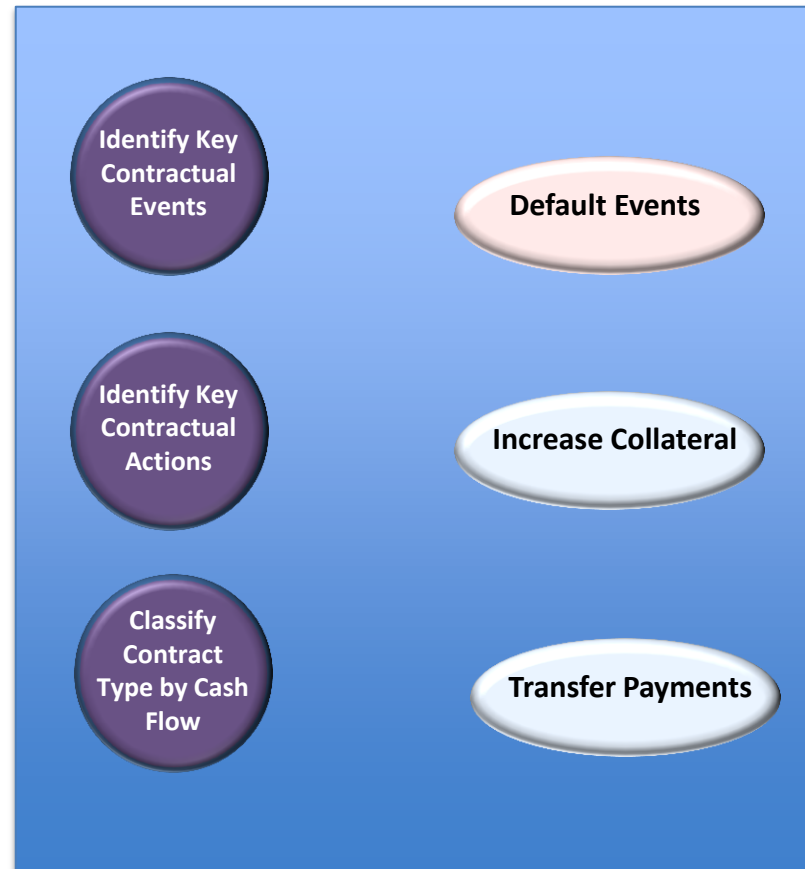 Identify Key
Contractual
Events
Default Events
Identify Key
Contractual
Actions
Increase Collateral
Classify
Contract
Type by Cash
Flow
Transfer Payments